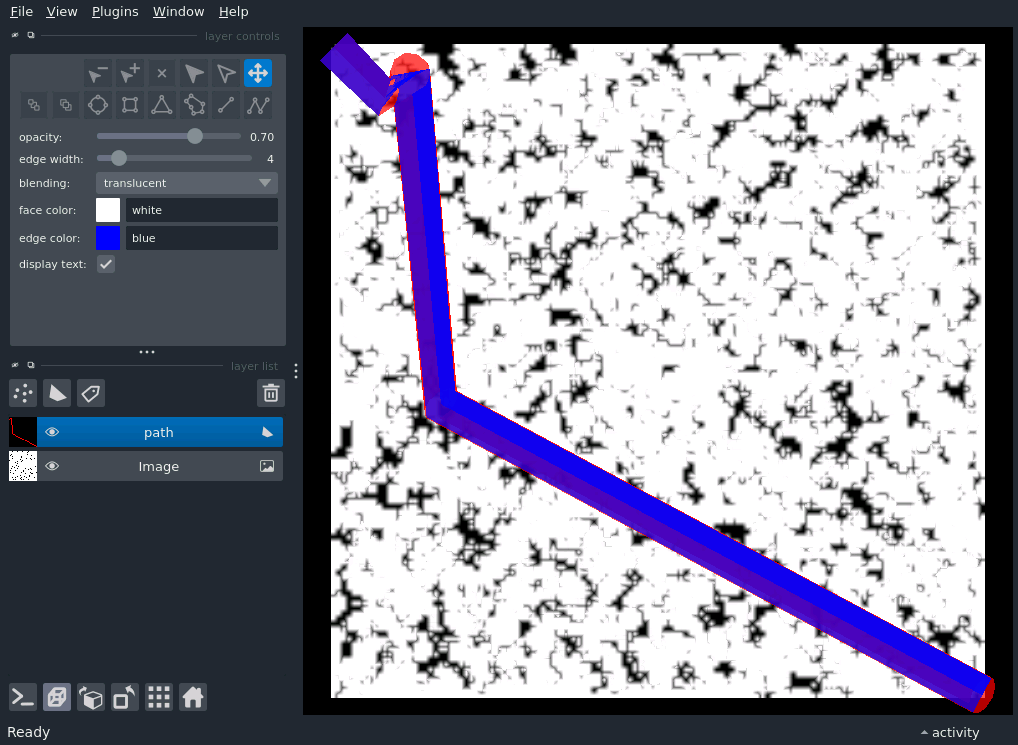 File View Plugins Window Help
layer controls
opacity: 0.70
edge width: 4
blending: translucent
face color: white
edge color: blue
display text:
layer list
path
Image
Ready
activity